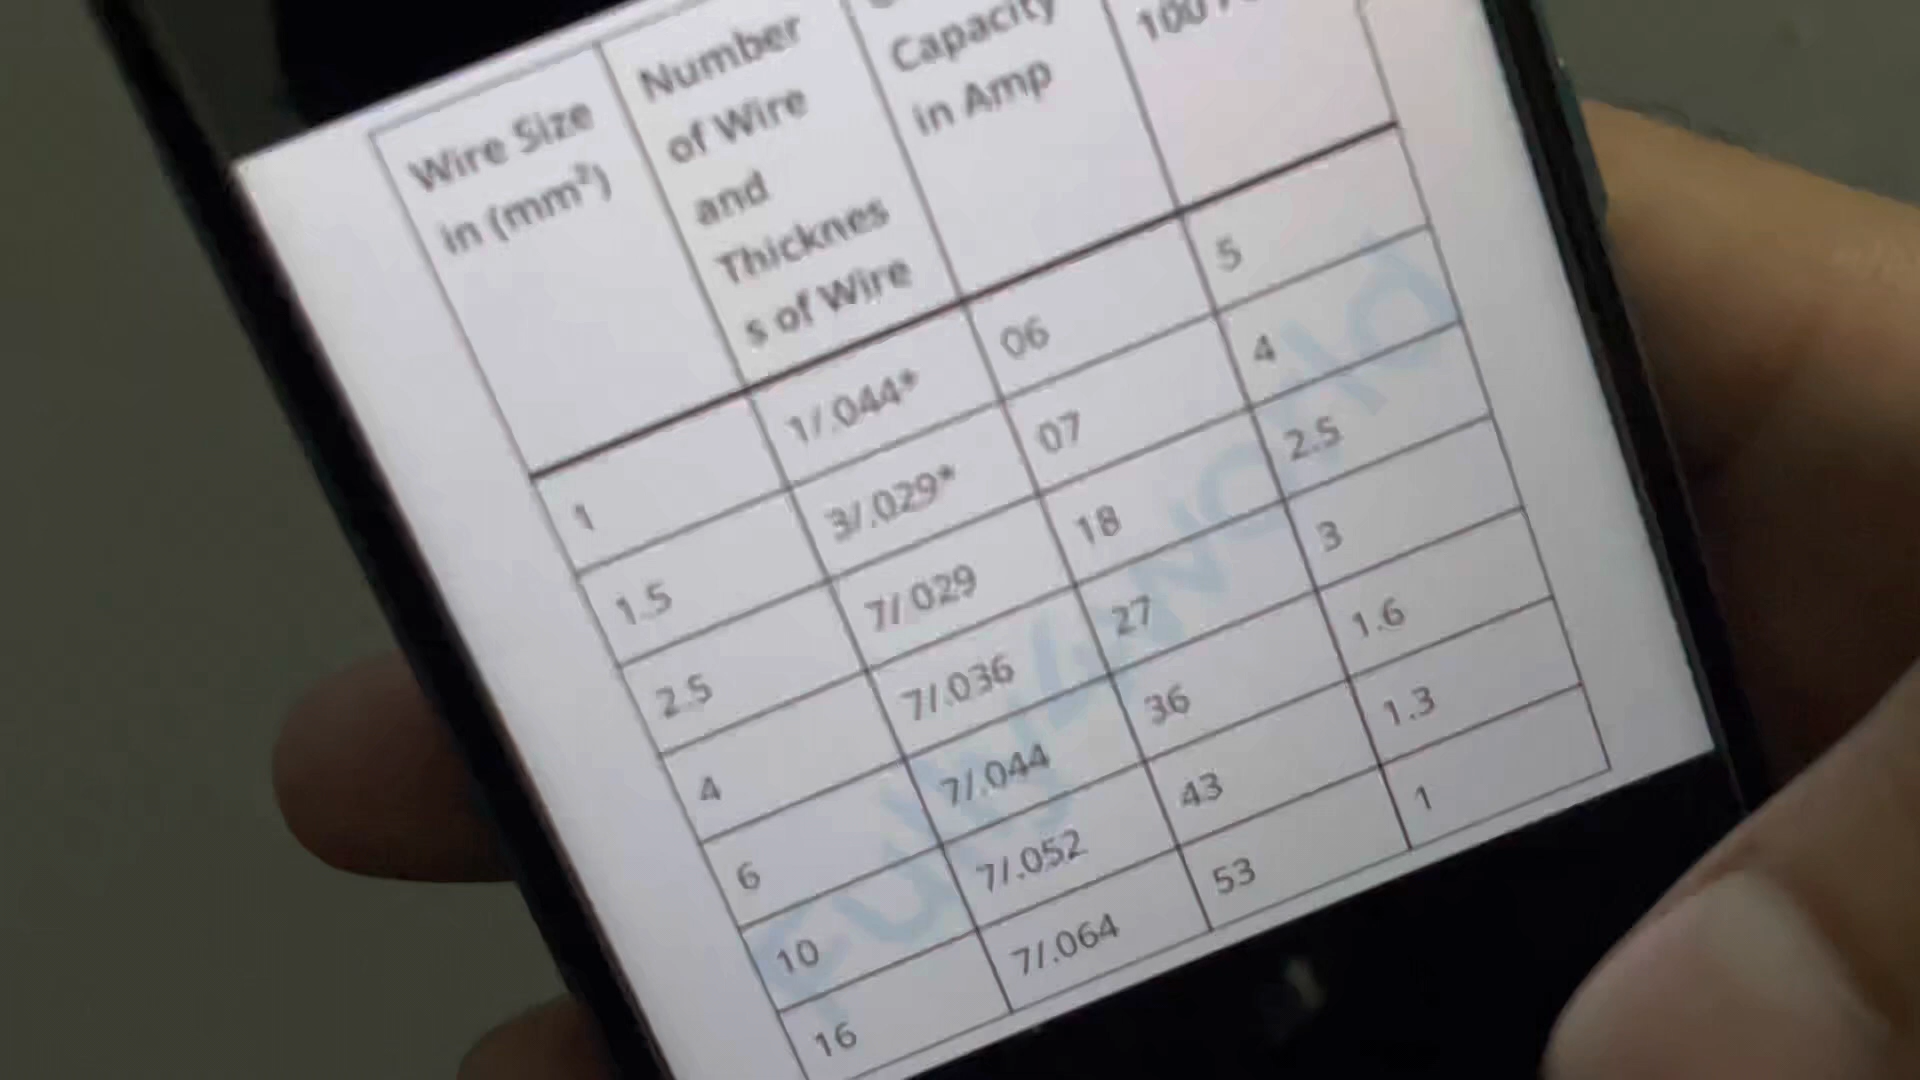 Wire Size
in (mm²)
Number
of Wire
and
Thicknes
s of Wire
Capacity
in Amp
1 1/.044* 06 5
1.5 3/.029* 07 4
2.5 7/.029 18 2.5
4 7/.036 27 3
6 7/.044 36 1.6
10 7/.052 43 1.3
16 7/.064 53 1